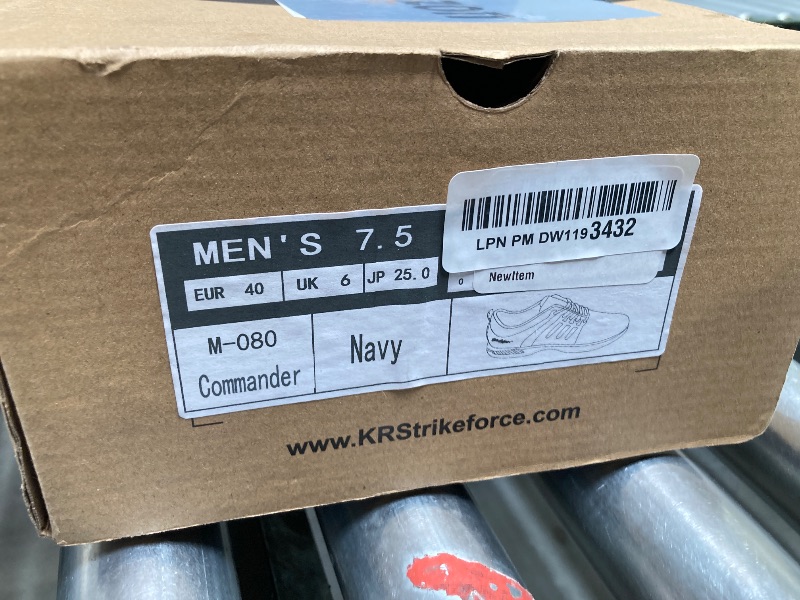 MEN'S 7.5
EUR 40
UK 6
JP 25.0
0
LPN PM DW1193432
NewItem
M-080
Commander
Navy
www.KRStrikeforce.com